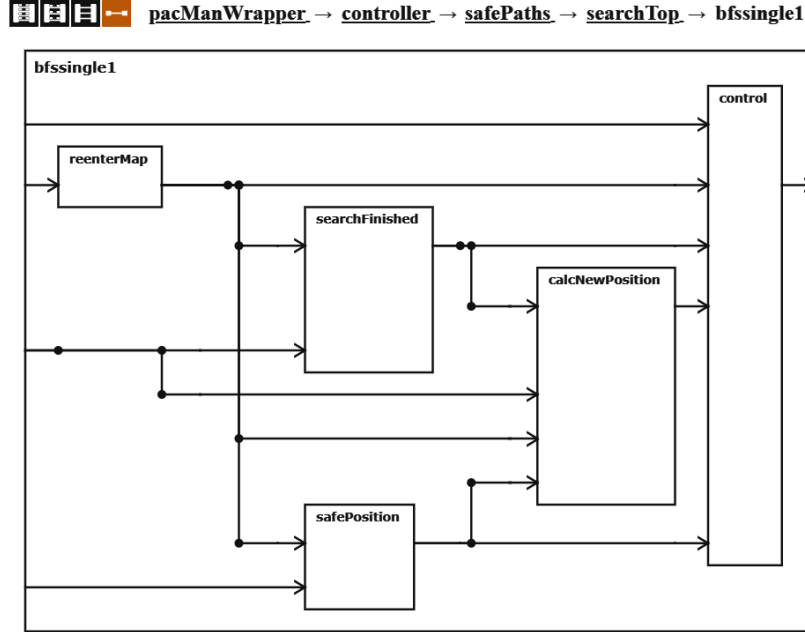 pacManWrapper → controller → safePaths → searchTop → bfssingle1
bfssingle1
control
reenterMap
searchFinished
calcNewPosition
safePosition